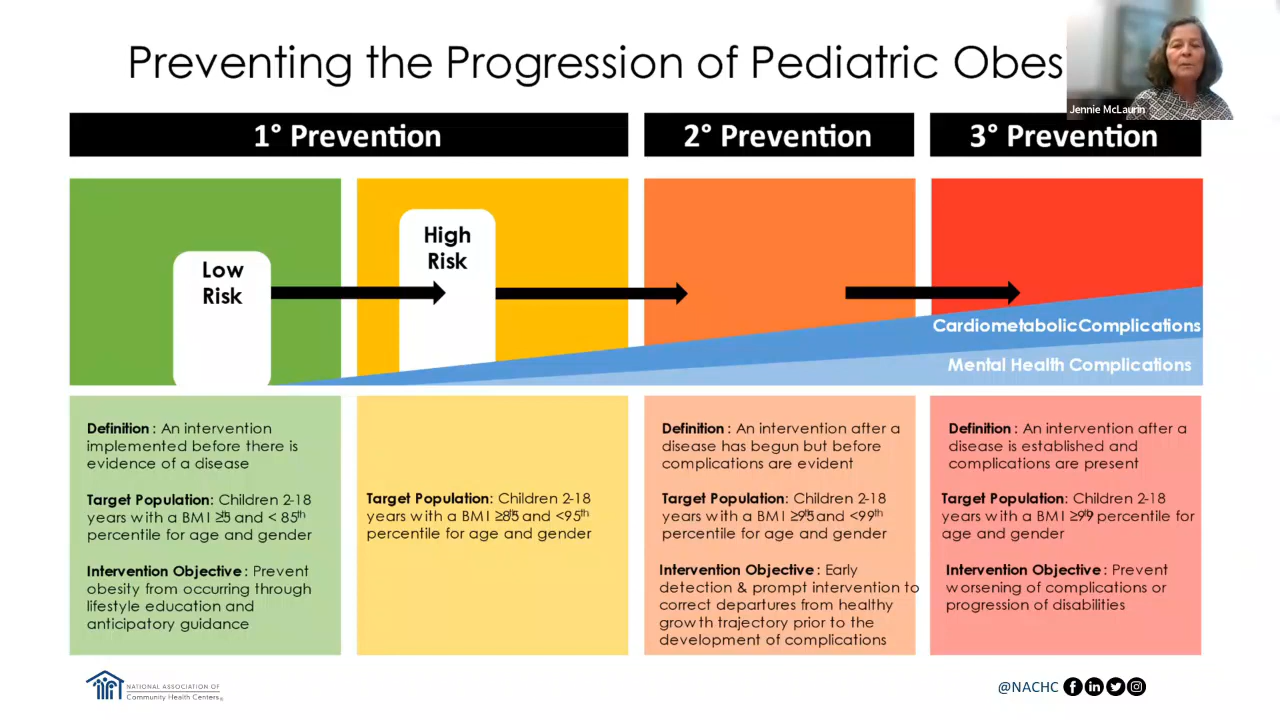 Preventing the Progression of Pediatric Obes
Jennie McLaurin
1° Prevention
2° Prevention
3° Prevention
Low
Risk
High
Risk
CardiometabolicComplications
Mental Health Complications
Definition : An intervention
implemented before there is
evidence of a disease
Target Population: Children 2-18
years with a BMI ≥5th and < 85th
percentile for age and gender
Intervention Objective : Prevent
obesity from occurring through
lifestyle education and
anticipatory guidance
Target Population: Children 2-18
years with a BMI ≥85th and <95th
percentile for age and gender
Definition : An intervention after a
disease has begun but before
complications are evident
Target Population: Children 2-18
years with a BMI ≥95th and <99th
percentile for age and gender
Intervention Objective : Early
detection & prompt intervention to
correct departures from healthy
growth trajectory prior to the
development of complications
Definition : An intervention after a
disease is established and
complications are present
Target Population: Children 2-18
years with a BMI ≥99th percentile for
age and gender
Intervention Objective : Prevent
worsening of complications or
progression of disabilities
NATIONAL ASSOCIATION OF
Community Health Centers®
@NACHC